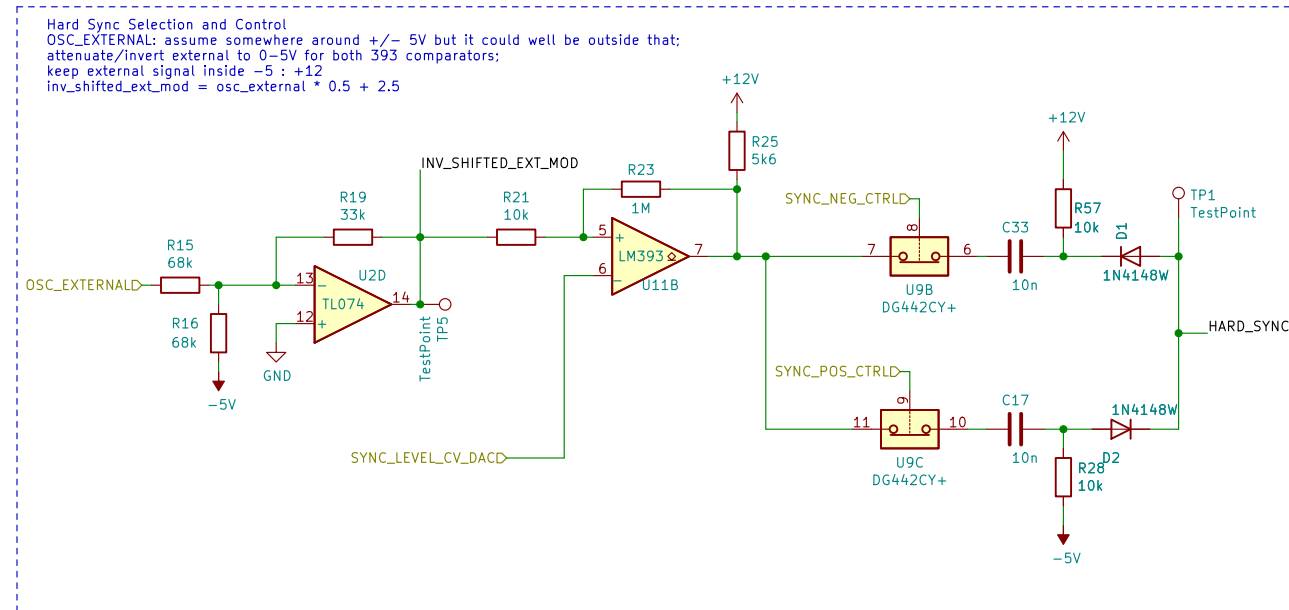 Hard Sync Selection and Control
OSC_EXTERNAL: assume somewhere around +/- 5V but it could well be outside that;
attenuate/invert external to 0-5V for both 393 comparators;
keep external signal inside -5 : +12
inv_shifted_ext_mod = osc_external * 0.5 + 2.5
+12V
R25
5k6
+12V
INV_SHIFTED_EXT_MOD
R23
1M
R19
33k
R21
10k
SYNC_NEG_CTRL
TP1
TestPoint
R57
10k
D1
1N4148W
8
7
6
C33
10n
U9B
DG442CY+
5
6
7
LM393
U11B
+
-
R15
68k
OSC_EXTERNAL
R16
68k
-5V
13
12
14
U2D
TL074
-
+
GND
TestPoint
TP5
HARD_SYNC
SYNC_POS_CTRL
9
11
10
U9C
DG442CY+
C17
10n
1N4148W
D2
R28
10k
-5V
SYNC_LEVEL_CV_DAC